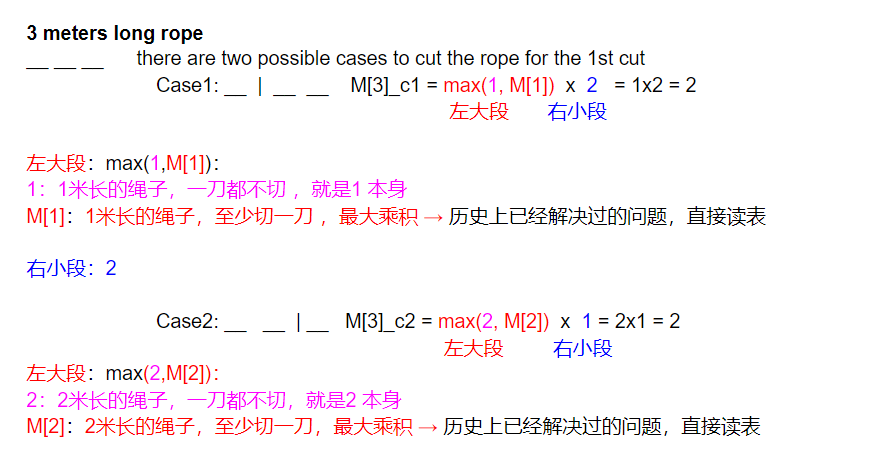 3 meters long rope
__ __ __ there are two possible cases to cut the rope for the 1st cut
Case1: __ | __ __ M[3]_c1 = max(1, M[1]) x 2 = 1x2 = 2
左大段 右小段
左大段：max(1,M[1])：
1：1米长的绳子，一刀都不切 ，就是1 本身
M[1]：1米长的绳子，至少切一刀 ，最大乘积 → 历史上已经解决过的问题，直接读表
右小段：2
Case2: __ __ | __ M[3]_c2 = max(2, M[2]) x 1 = 2x1 = 2
左大段 右小段
左大段：max(2,M[2])：
2：2米长的绳子，一刀都不切，就是2 本身
M[2]：2米长的绳子，至少切一刀，最大乘积 → 历史上已经解决过的问题，直接读表